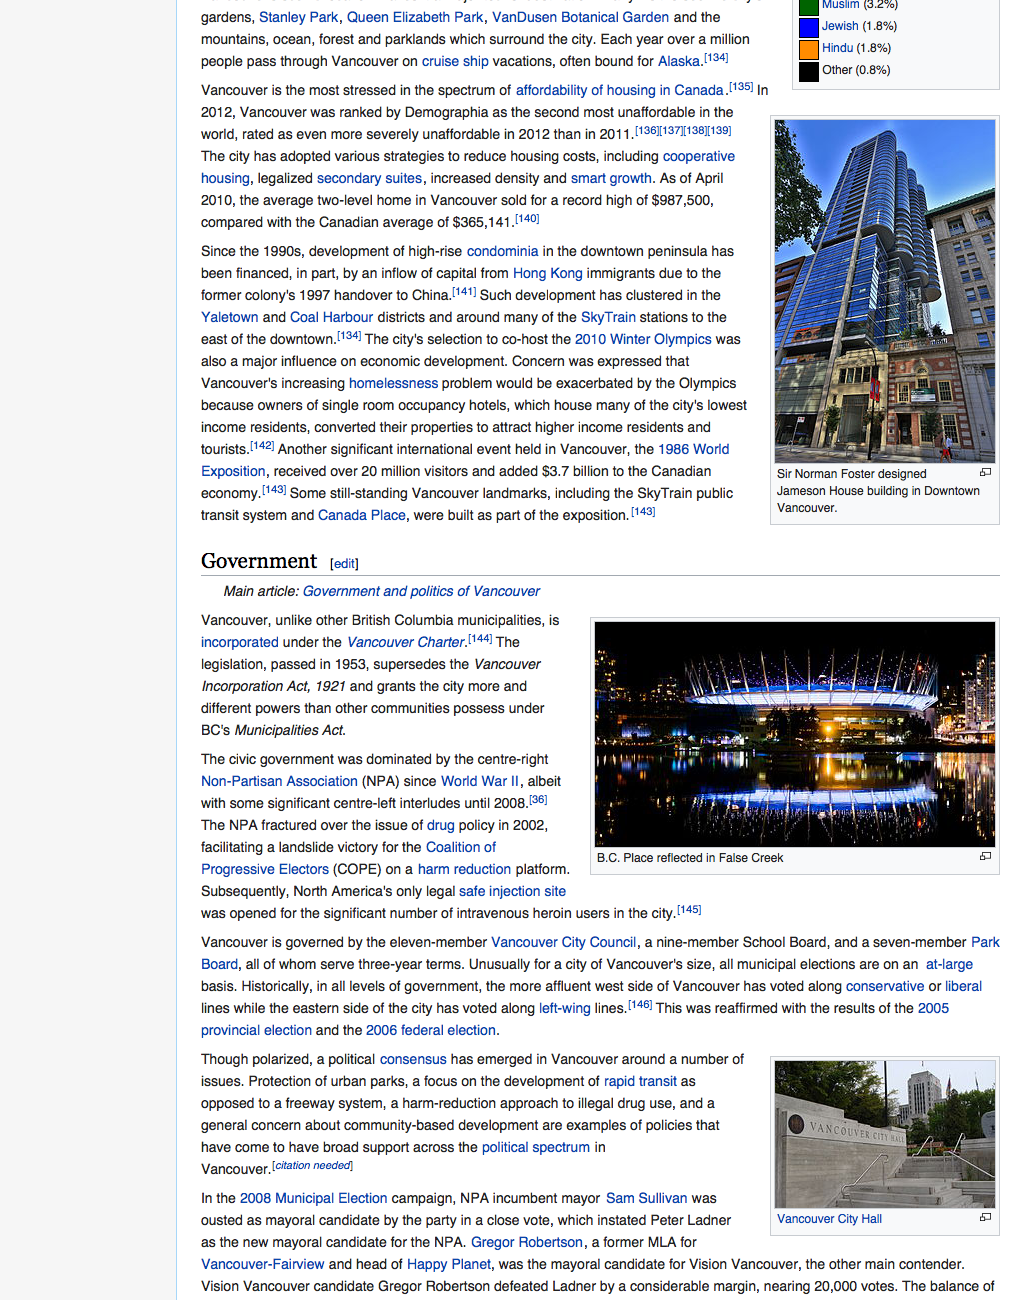 gardens, Stanley Park, Queen Elizabeth Park, VanDusen Botanical Garden and the
mountains, ocean, forest and parklands which surround the city. Each year over a million
people pass through Vancouver on cruise ship vacations, often bound for Alaska.[134]
Muslim (3.2%)
Jewish (1.8%)
Hindu (1.8%)
Other (0.8%)
Vancouver is the most stressed in the spectrum of affordability of housing in Canada.[135] In
2012, Vancouver was ranked by Demographia as the second most unaffordable in the
world, rated as even more severely unaffordable in 2012 than in 2011.[136][137][138][139]
The city has adopted various strategies to reduce housing costs, including cooperative
housing, legalized secondary suites, increased density and smart growth. As of April
2010, the average two-level home in Vancouver sold for a record high of $987,500,
compared with the Canadian average of $365,141.[140]
Since the 1990s, development of high-rise condominia in the downtown peninsula has
been financed, in part, by an inflow of capital from Hong Kong immigrants due to the
former colony's 1997 handover to China.[141] Such development has clustered in the
Yaletown and Coal Harbour districts and around many of the SkyTrain stations to the
east of the downtown.[134] The city's selection to co-host the 2010 Winter Olympics was
also a major influence on economic development. Concern was expressed that
Vancouver's increasing homelessness problem would be exacerbated by the Olympics
because owners of single room occupancy hotels, which house many of the city's lowest
income residents, converted their properties to attract higher income residents and
tourists.[142] Another significant international event held in Vancouver, the 1986 World
Exposition, received over 20 million visitors and added $3.7 billion to the Canadian
economy.[143] Some still-standing Vancouver landmarks, including the SkyTrain public
transit system and Canada Place, were built as part of the exposition.[143]
Sir Norman Foster designed
Jameson House building in Downtown
Vancouver.
Government [edit]
Main article: Government and politics of Vancouver
Vancouver, unlike other British Columbia municipalities, is
incorporated under the Vancouver Charter.[144] The
legislation, passed in 1953, supersedes the Vancouver
Incorporation Act, 1921 and grants the city more and
different powers than other communities possess under
BC's Municipalities Act.
The civic government was dominated by the centre-right
Non-Partisan Association (NPA) since World War II, albeit
with some significant centre-left interludes until 2008.[36]
The NPA fractured over the issue of drug policy in 2002,
facilitating a landslide victory for the Coalition of
Progressive Electors (COPE) on a harm reduction platform.
Subsequently, North America's only legal safe injection site
was opened for the significant number of intravenous heroin users in the city.[145]
B.C. Place reflected in False Creek
Vancouver is governed by the eleven-member Vancouver City Council, a nine-member School Board, and a seven-member Park
Board, all of whom serve three-year terms. Unusually for a city of Vancouver's size, all municipal elections are on an at-large
basis. Historically, in all levels of government, the more affluent west side of Vancouver has voted along conservative or liberal
lines while the eastern side of the city has voted along left-wing lines.[146] This was reaffirmed with the results of the 2005
provincial election and the 2006 federal election.
Though polarized, a political consensus has emerged in Vancouver around a number of
issues. Protection of urban parks, a focus on the development of rapid transit as
opposed to a freeway system, a harm-reduction approach to illegal drug use, and a
general concern about community-based development are examples of policies that
have come to have broad support across the political spectrum in
Vancouver.[citation needed]
VANCOUVER CITY HALL
Vancouver City Hall
In the 2008 Municipal Election campaign, NPA incumbent mayor Sam Sullivan was
ousted as mayoral candidate by the party in a close vote, which instated Peter Ladner
as the new mayoral candidate for the NPA. Gregor Robertson, a former MLA for
Vancouver-Fairview and head of Happy Planet, was the mayoral candidate for Vision Vancouver, the other main contender.
Vision Vancouver candidate Gregor Robertson defeated Ladner by a considerable margin, nearing 20,000 votes. The balance of